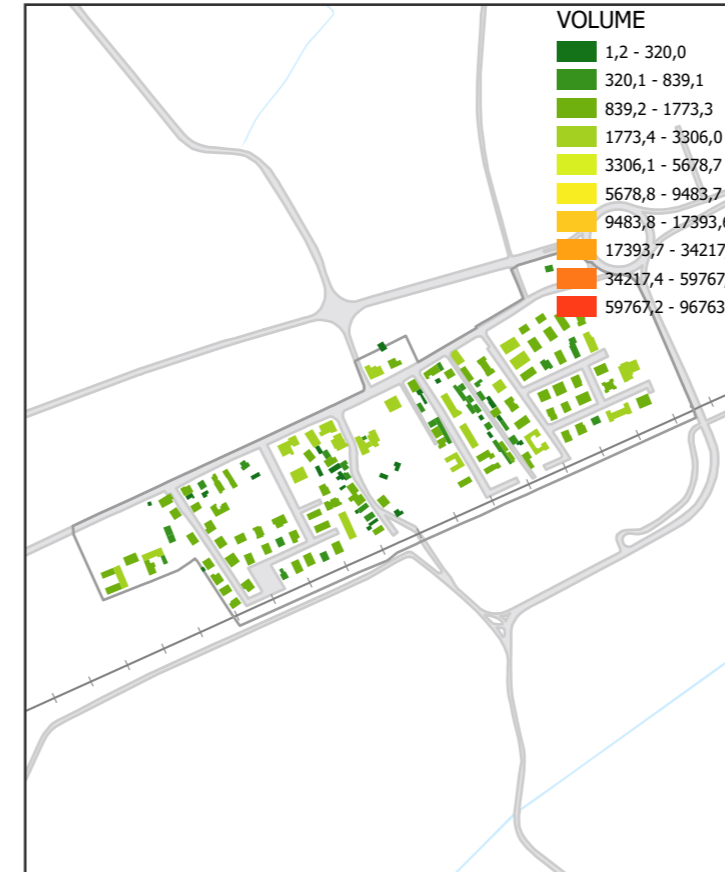 VOLUME
1,2 - 320,0
320,1 - 839,1
839,2 - 1773,3
1773,4 - 3306,0
3306,1 - 5678,7
5678,8 - 9483,7
9483,8 - 17393,6
17393,7 - 34217
34217,4 - 59767,
59767,2 - 96763